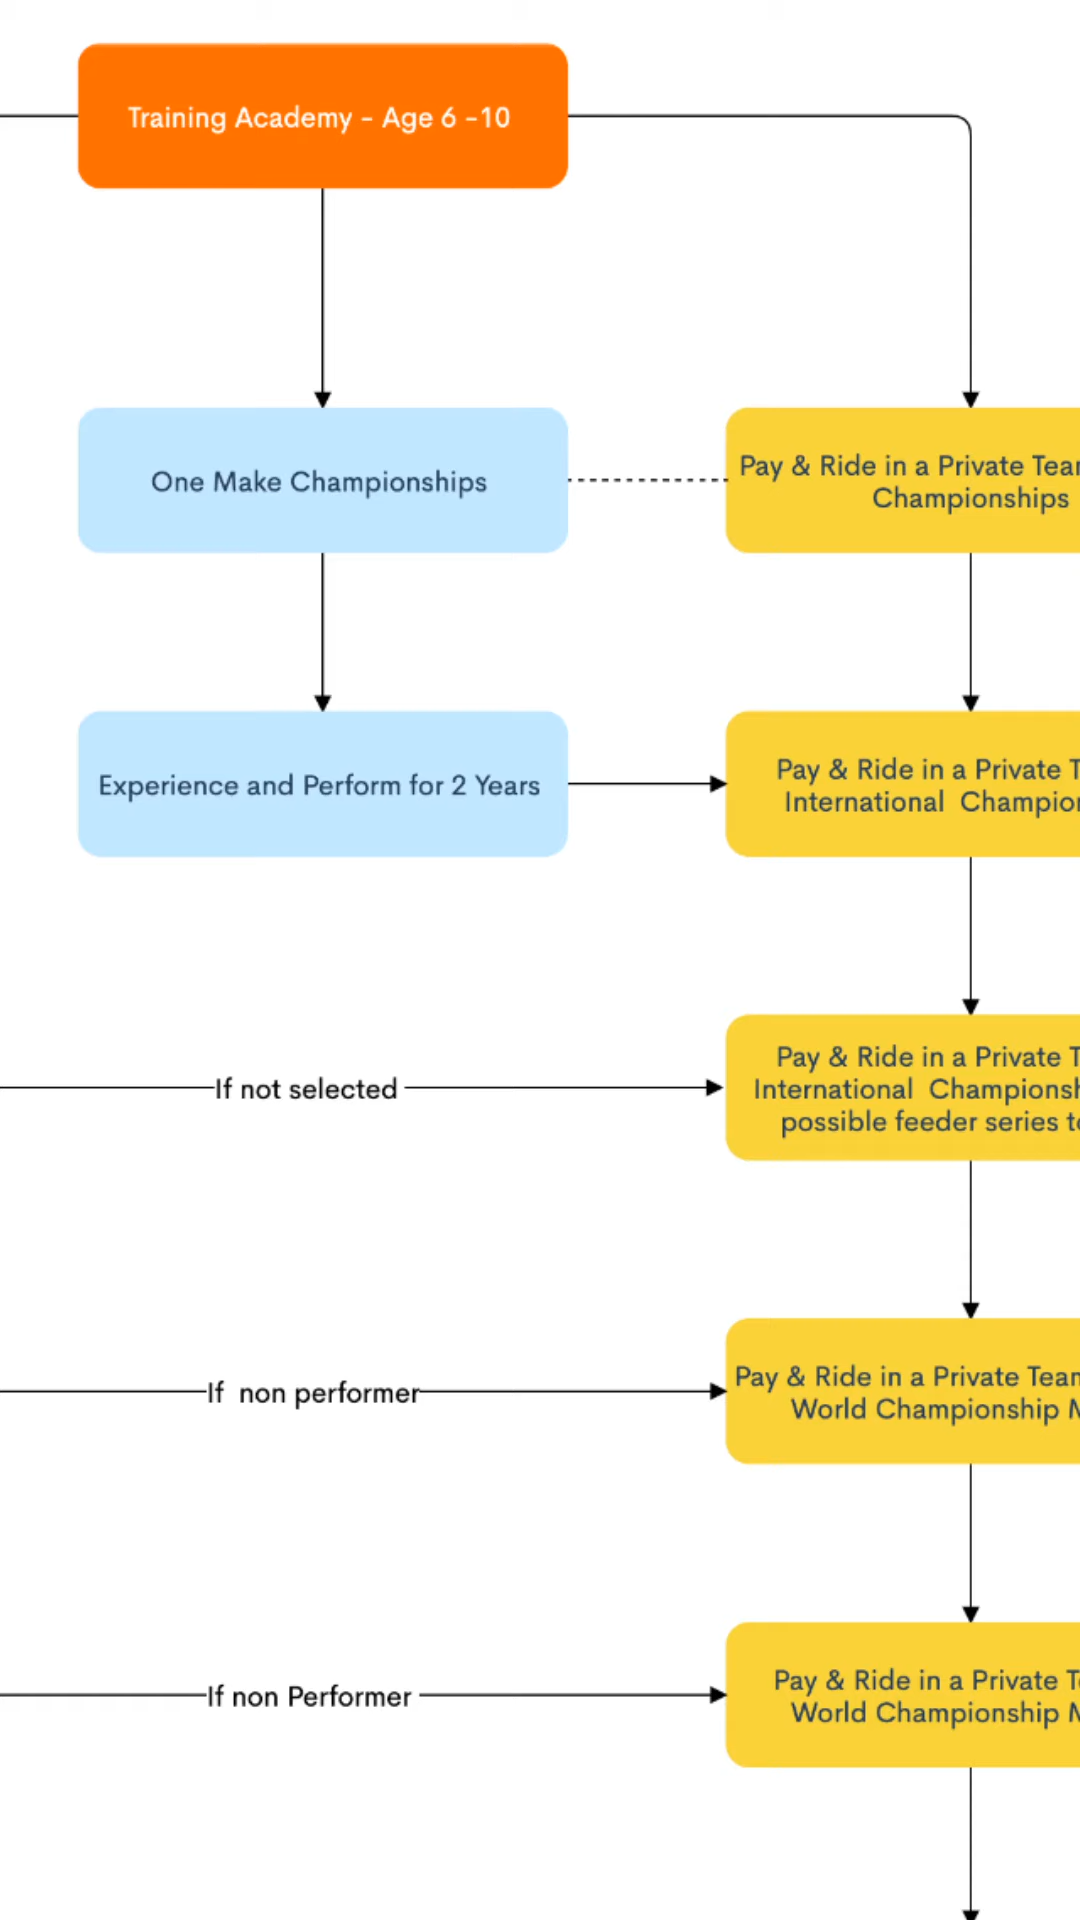 Training Academy - Age 6 -10
One Make Championships
Pay & Ride in a Private
Championships
Experience and Perform for 2 Years
Pay & Ride in a Private
International
If not selected
Pay & Ride in a Private
International
possible feeder series
If  non performer
Pay & Ride in a Private
World Championship
If non Performer
Pay & Ride in a Private
World Championship